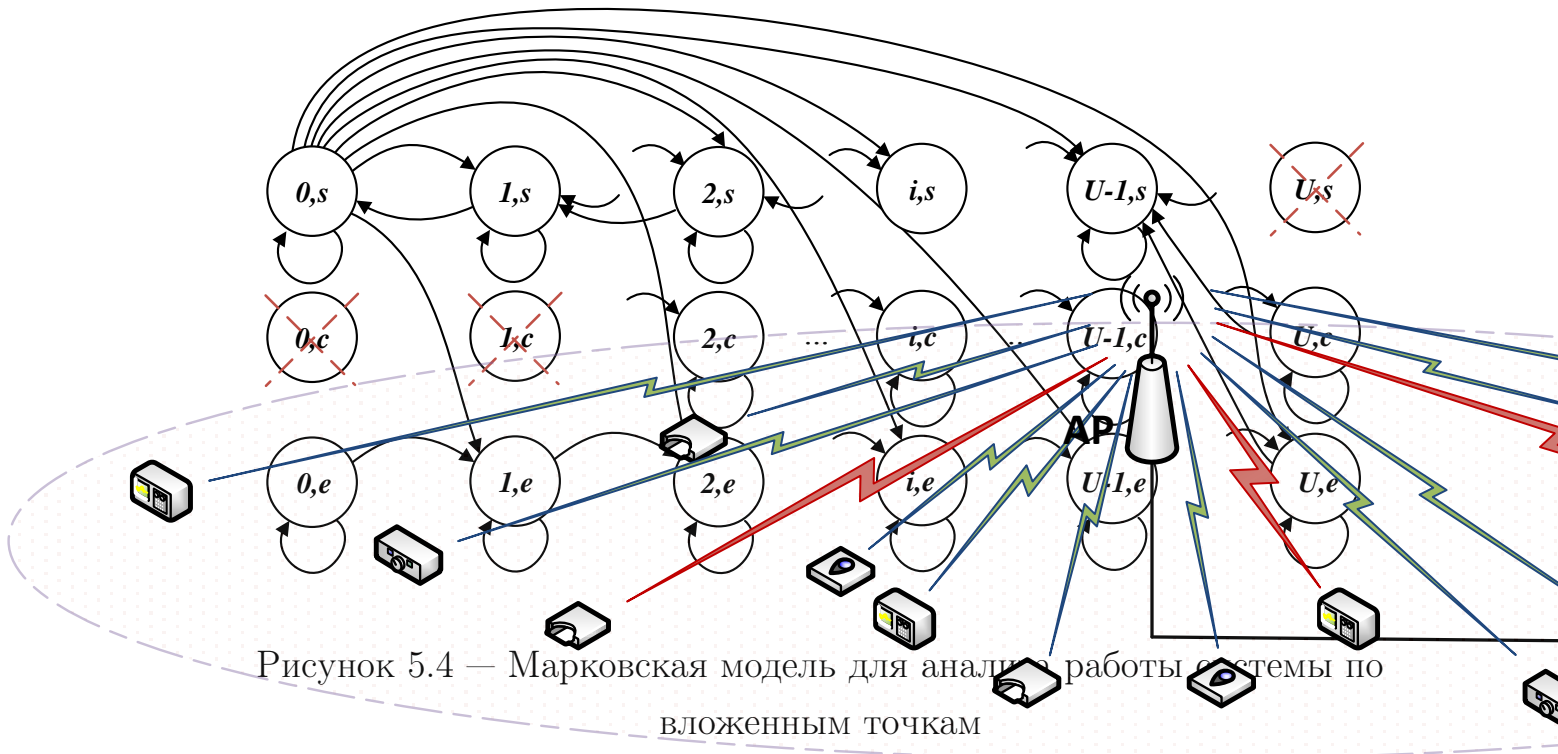 0,s 1,s 2,s i,s U-1,s U,s
0,c 1,c 2,c ... i,c .. U-1,c U,c
AP
0,e 1,e 2,e i,e U-1,e U,e
Рисунок 5.4 — Марковская модель для анализа работы системы по
вложенным точкам